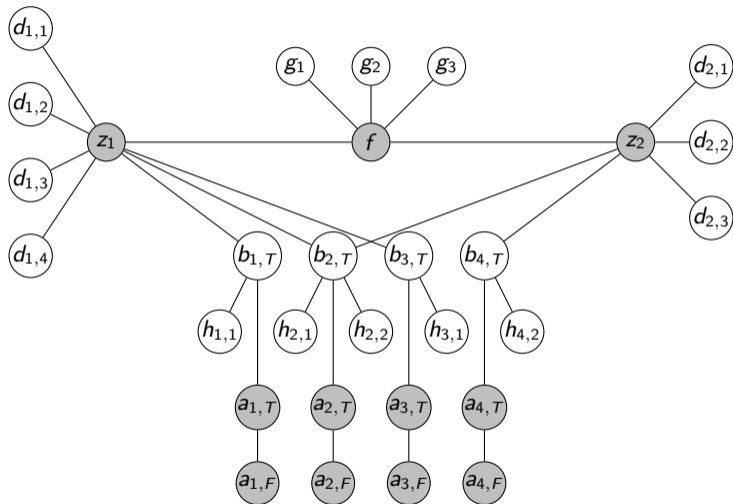 d1,1
g1 g2 g3 d2,1
d1,2
z1 f z2 d2,2
d1,3
d2,3
d1,4 b1,T b2,T b3,T b4,T
h1,1 h2,1 h2,2 h3,1 h4,2
a1,T a2,T a3,T a4,T
a1,F a2,F a3,F a4,F